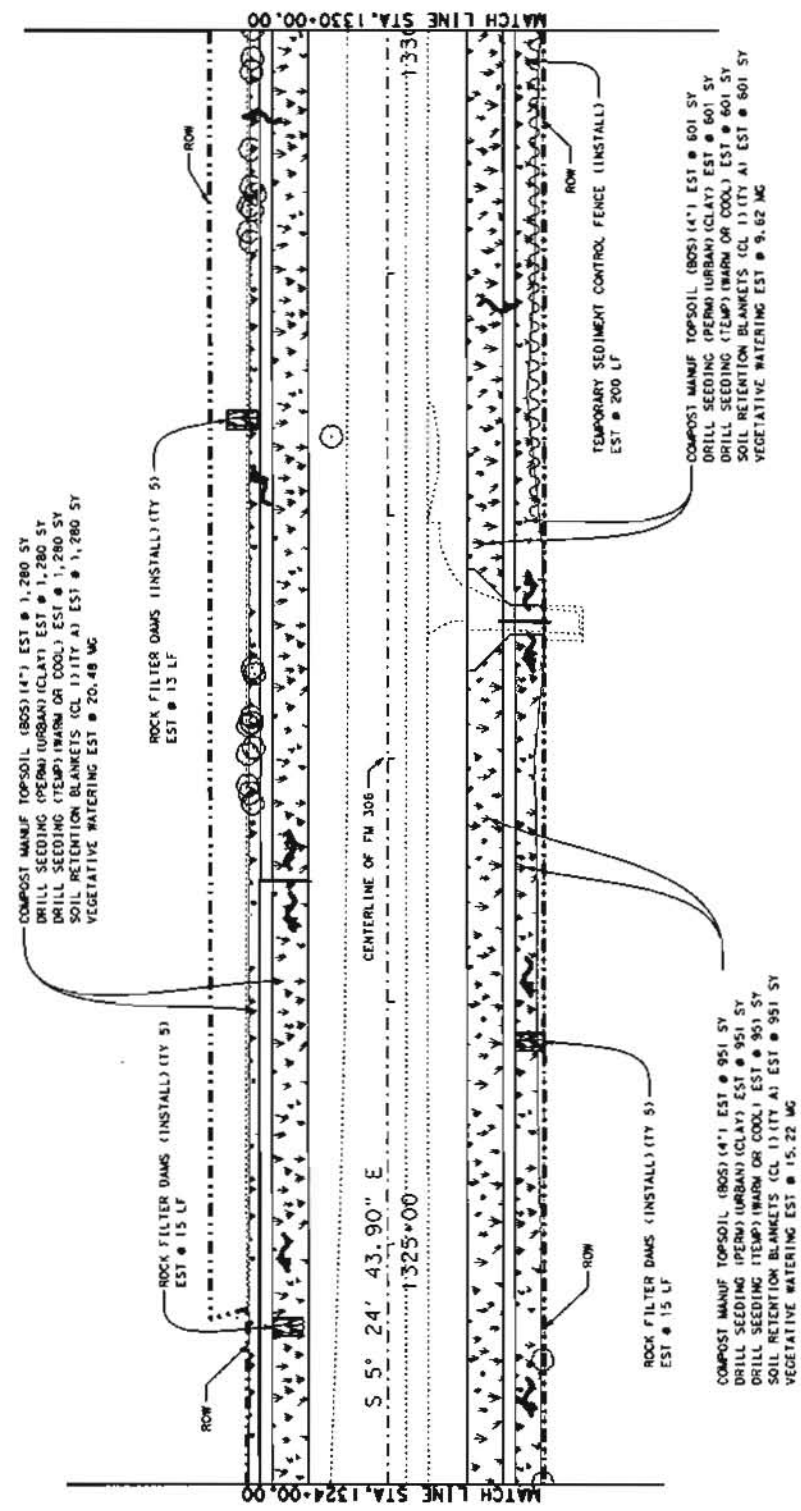 COMPOST MANUF TOPSOIL (BOS)(4") EST @ 1,280 SY
DRILL SEEDING (PERM)(URBAN)(CLAY) EST @ 1,280 SY
DRILL SEEDING (TEMP)(WARM OR COOL) EST @ 1,280 SY
SOIL RETENTION BLANKETS (CL 1)(TY A) EST @ 1,280 SY
VEGETATIVE WATERING EST @ 20.48 MG
ROCK FILTER DAMS (INSTALL)(TY 5)
EST @ 15 LF
ROCK FILTER DAMS (INSTALL)(TY 5)
EST @ 13 LF
ROW
ROW
MATCH LINE STA.1324+00.00
MATCH LINE STA.1330+00.00
S 5° 24' 43.90" E
1325+00
CENTERLINE OF FM 306
1330
ROW
ROCK FILTER DAMS (INSTALL)(TY 5)
EST @ 15 LF
TEMPORARY SEDIMENT CONTROL FENCE (INSTALL)
EST @ 200 LF
ROW
COMPOST MANUF TOPSOIL (BOS)(4") EST @ 951 SY
DRILL SEEDING (PERM)(URBAN)(CLAY) EST @ 951 SY
DRILL SEEDING (TEMP)(WARM OR COOL) EST @ 951 SY
SOIL RETENTION BLANKETS (CL 1)(TY A) EST @ 951 SY
VEGETATIVE WATERING EST @ 15.22 MG
COMPOST MANUF TOPSOIL (BOS)(4") EST @ 601 SY
DRILL SEEDING (PERM)(URBAN)(CLAY) EST @ 601 SY
DRILL SEEDING (TEMP)(WARM OR COOL) EST @ 601 SY
SOIL RETENTION BLANKETS (CL 1)(TY A) EST @ 601 SY
VEGETATIVE WATERING EST @ 9.62 MG